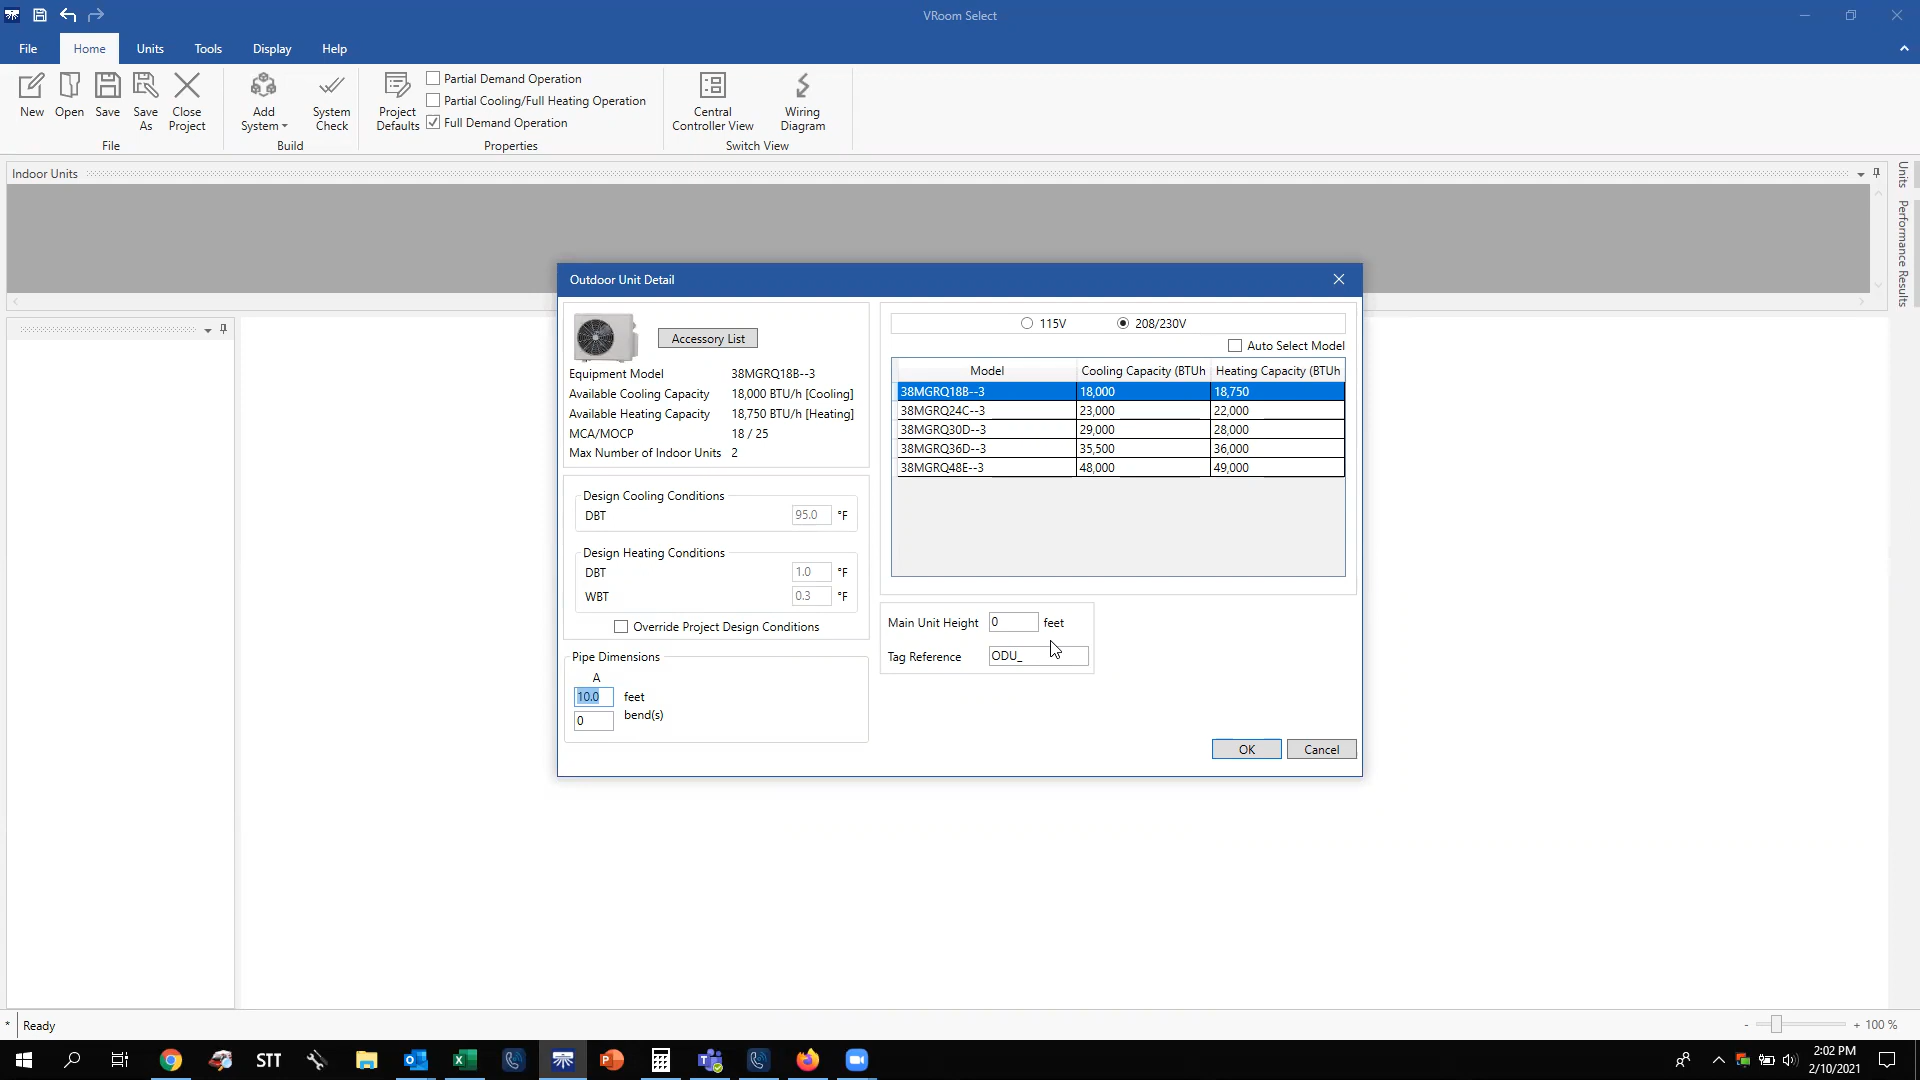 VRoom Select
File Home Units Tools Display Help
New Open Save Save As Close Project
File
Add System System Check
Build
Project Defaults
Partial Demand Operation
Partial Cooling/Full Heating Operation
Full Demand Operation
Properties
Central Controller View Wiring Diagram
Switch View
Indoor Units
Units
Performance Results
Outdoor Unit Detail
Accessory List
Equipment Model 38MGRQ18B--3
Available Cooling Capacity 18,000 BTU/h [Cooling]
Available Heating Capacity 18,750 BTU/h [Heating]
MCA/MOCP 18 / 25
Max Number of Indoor Units 2
Design Cooling Conditions
DBT 95.0 °F
Design Heating Conditions
DBT 1.0 °F
WBT 0.3 °F
Override Project Design Conditions
Pipe Dimensions
A
10.0 feet
0 bend(s)
115V 208/230V
Auto Select Model
Model Cooling Capacity (BTUh Heating Capacity (BTUh
38MGRQ18B--3 18,000 18,750
38MGRQ24C--3 23,000 22,000
38MGRQ30D--3 29,000 28,000
38MGRQ36D--3 35,500 36,000
38MGRQ48E--3 48,000 49,000
Main Unit Height 0 feet
Tag Reference ODU_
OK Cancel
* Ready
- + 100 %
STT
2:02 PM
2/10/2021